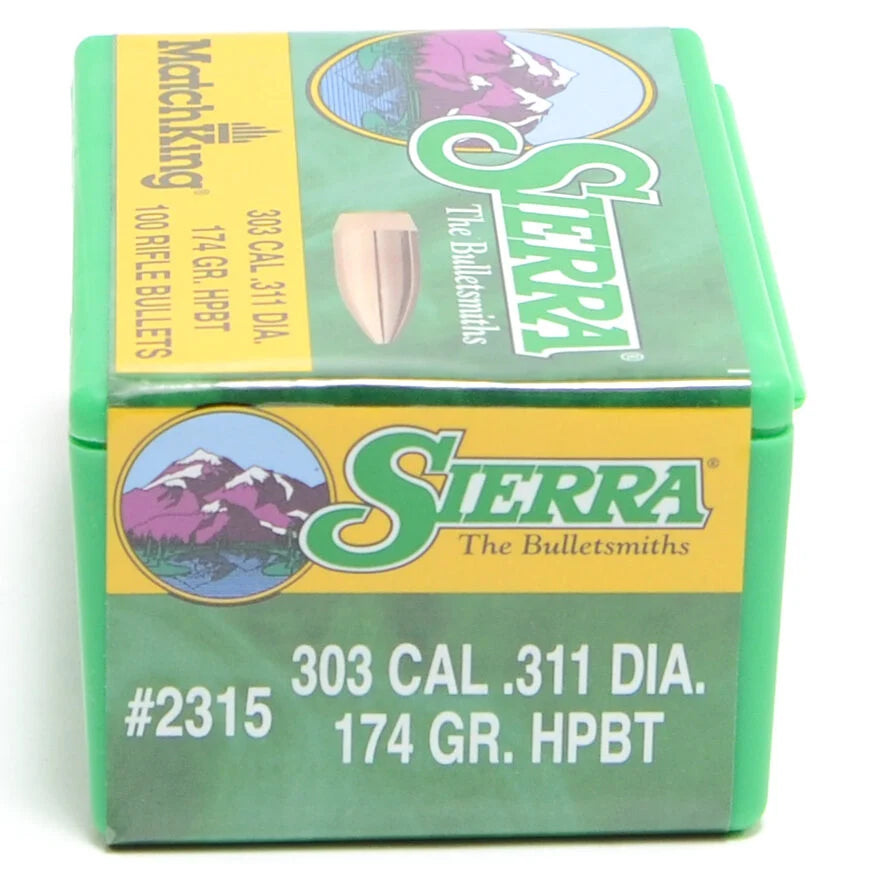 MatchKing®
303 CAL .311 DIA.
174 GR. HPBT
100 RIFLE BULLETS
SIERRA®
The Bulletsmiths
SIERRA®
The Bulletsmiths
#2315
303 CAL .311 DIA.
174 GR. HPBT